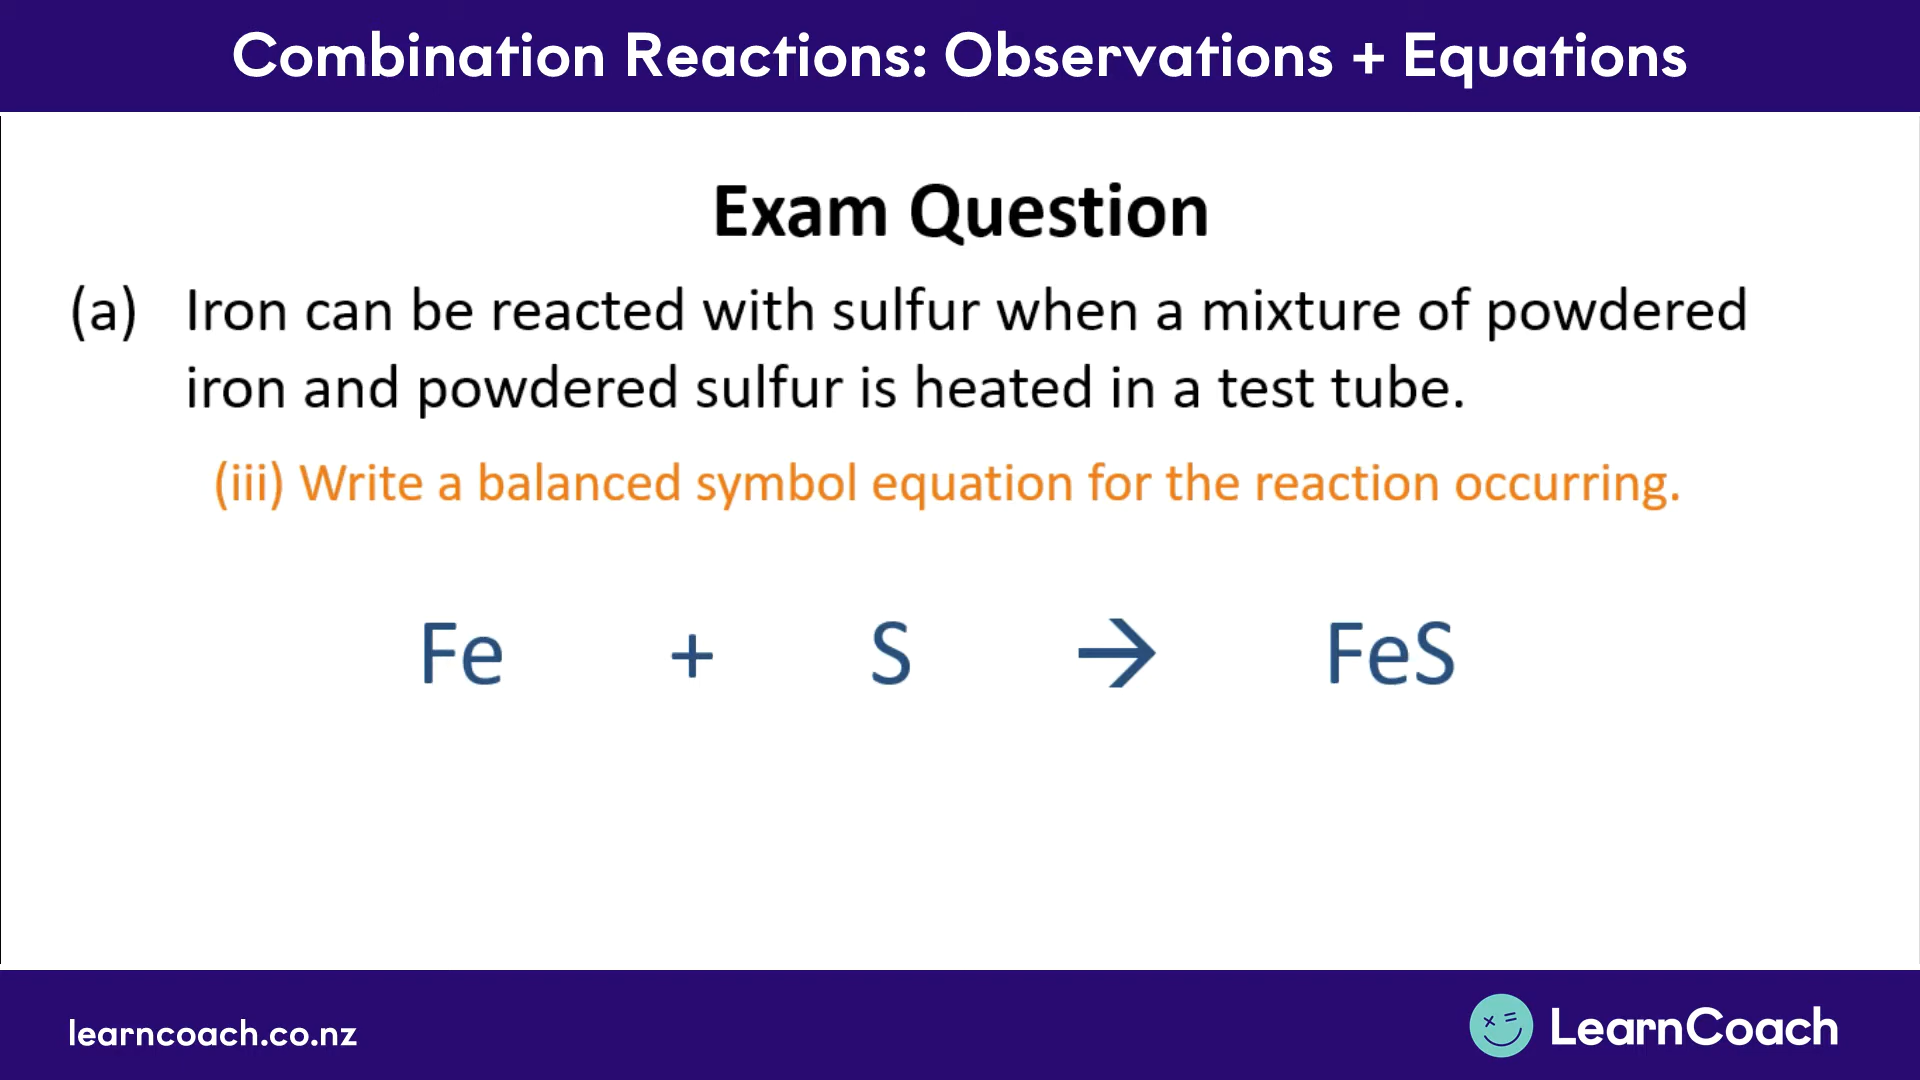 Combination Reactions: Observations + Equations
Exam Question
(a) Iron can be reacted with sulfur when a mixture of powdered
iron and powdered sulfur is heated in a test tube.
(iii) Write a balanced symbol equation for the reaction occurring.
Fe + S → FeS
learncoach.co.nz
LearnCoach